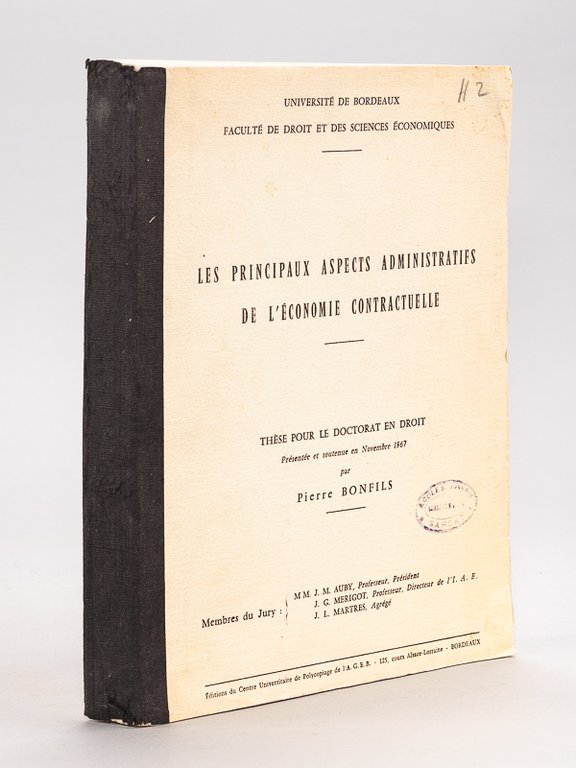 H 2
UNIVERSITÉ DE BORDEAUX
FACULTÉ DE DROIT ET DES SCIENCES ÉCONOMIQUES
LES PRINCIPAUX ASPECTS ADMINISTRATIFS
DE L'ÉCONOMIE CONTRACTUELLE
THÈSE POUR LE DOCTORAT EN DROIT
Présentée et soutenue en Novembre 1967
par
Pierre BONFILS
Membres du Jury :
MM. J. M. AUBY, Professeur, Président
J. G. MERIGOT, Professeur, Directeur de l'I. A. E.
J. L. MARTRES, Agrégé
Éditions du Centre Universitaire de Polycopiage de l'A.G.E.B. - 125, cours Alsace-Lorraine - BORDEAUX